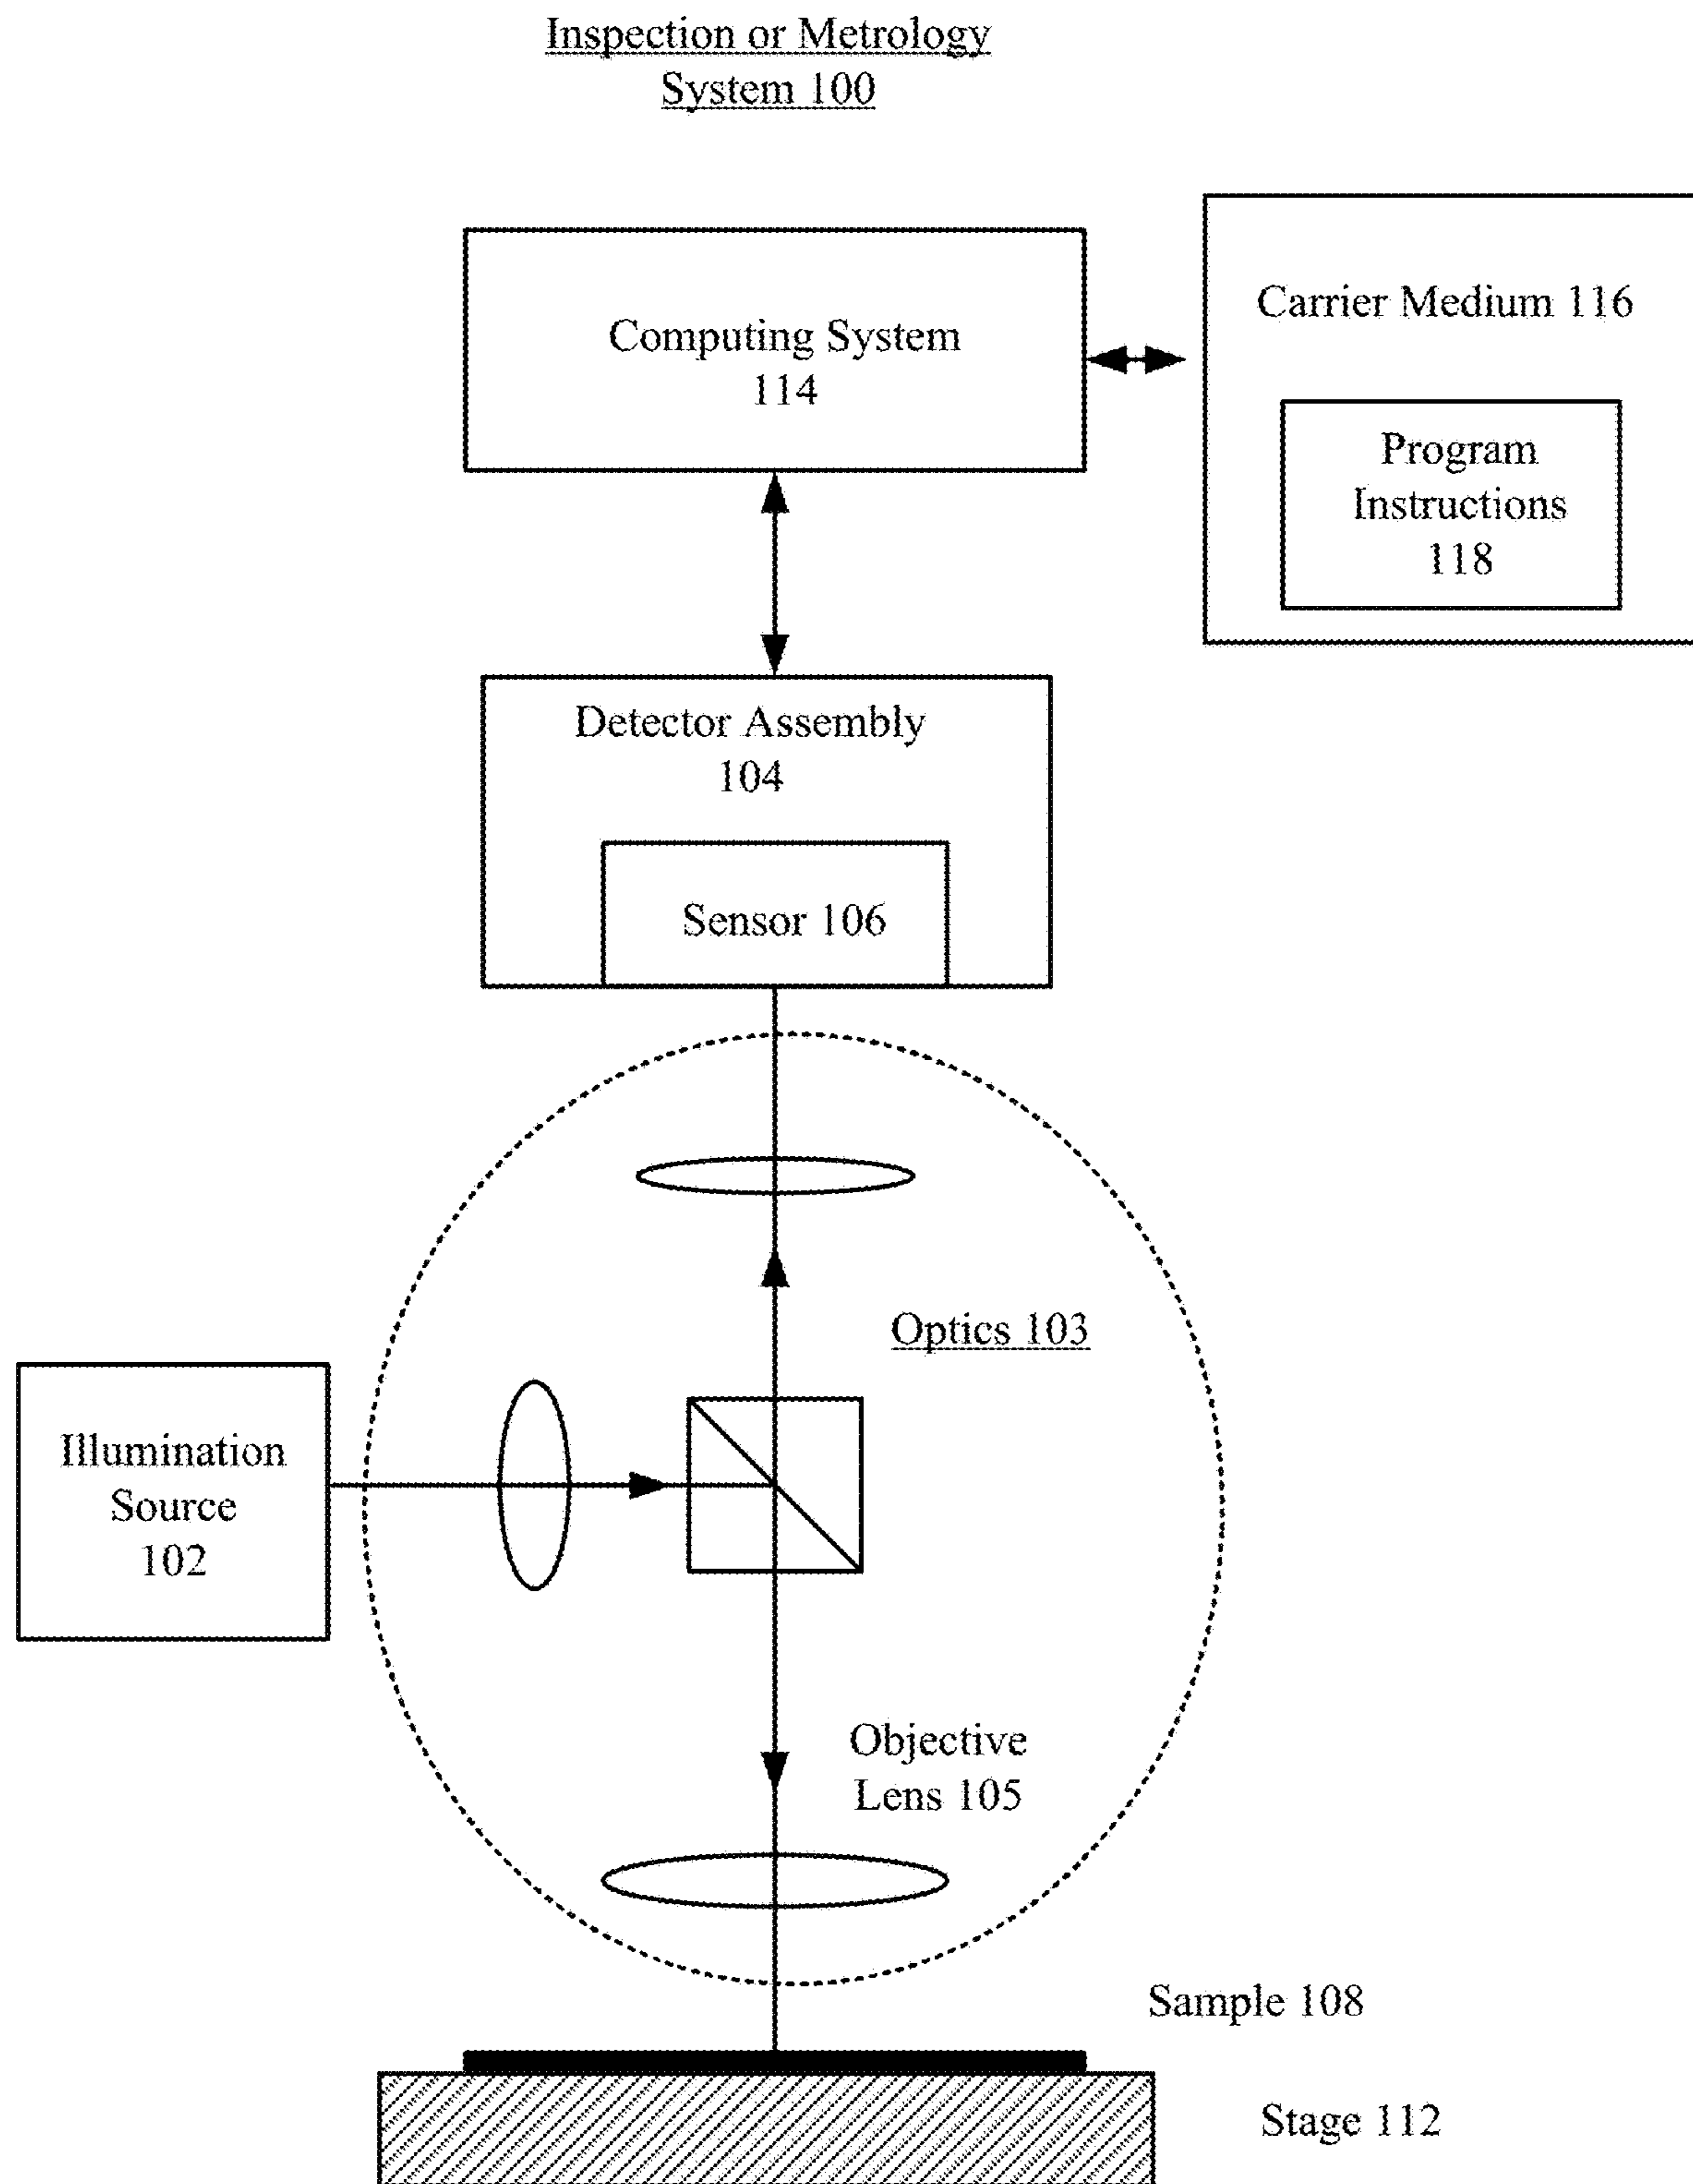 Inspection or Metrology
System 100
Computing System
114
Carrier Medium 116
Program
Instructions
118
Detector Assembly
104
Sensor 106
Optics 103
Illumination
Source
102
Objective
Lens 105
Sample 108
Stage 112